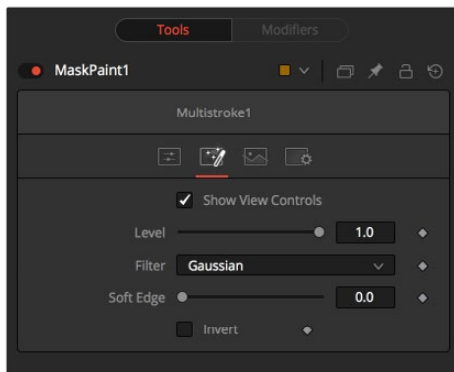 Tools Modifiers
MaskPaint1
Multistroke1
Show View Controls
Level 1.0
Filter Gaussian
Soft Edge 0.0
Invert